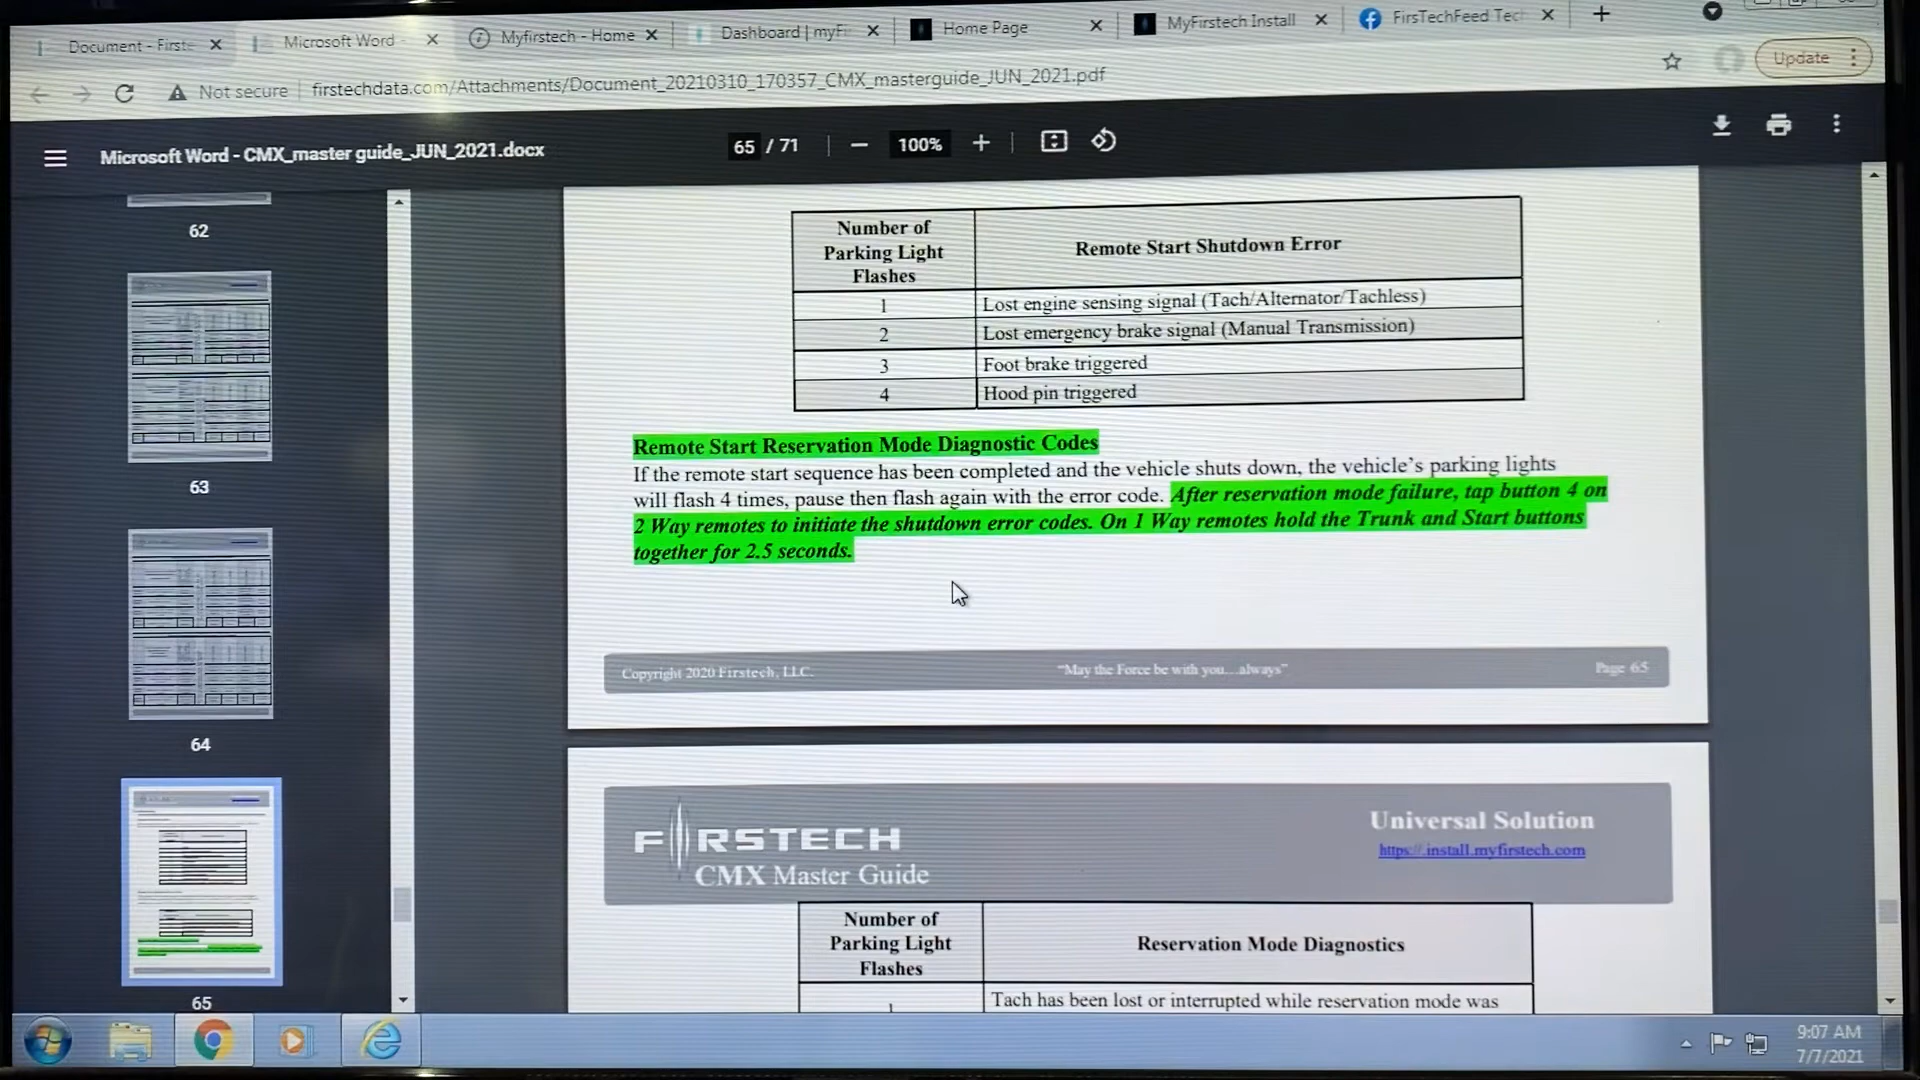 Document - Firste
Microsoft Word -
Myfirstech - Home
Dashboard | myFi
Home Page
MyFirstech Install
FirsTechFeed Tec
Not secure
firstechdata.com/Attachments/Document_20210310_170357_CMX_masterguide_JUN_2021.pdf
Update
Microsoft Word - CMX_master guide_JUN_2021.docx
65 / 71
100%
62
63
64
65
Number of
Parking Light
Flashes
Remote Start Shutdown Error
1
Lost engine sensing signal (Tach/Alternator/Tachless)
2
Lost emergency brake signal (Manual Transmission)
3
Foot brake triggered
4
Hood pin triggered
Remote Start Reservation Mode Diagnostic Codes
If the remote start sequence has been completed and the vehicle shuts down, the vehicle's parking lights
will flash 4 times, pause then flash again with the error code. After reservation mode failure, tap button 4 on
2 Way remotes to initiate the shutdown error codes. On 1 Way remotes hold the Trunk and Start buttons
together for 2.5 seconds.
Copyright 2020 Firstech, LLC.
"May the Force be with you...always"
Page 65
FIRSTECH
CMX Master Guide
Universal Solution
https://.install.myfirstech.com
Number of
Parking Light
Flashes
Reservation Mode Diagnostics
1
Tach has been lost or interrupted while reservation mode was
9:07 AM
7/7/2021